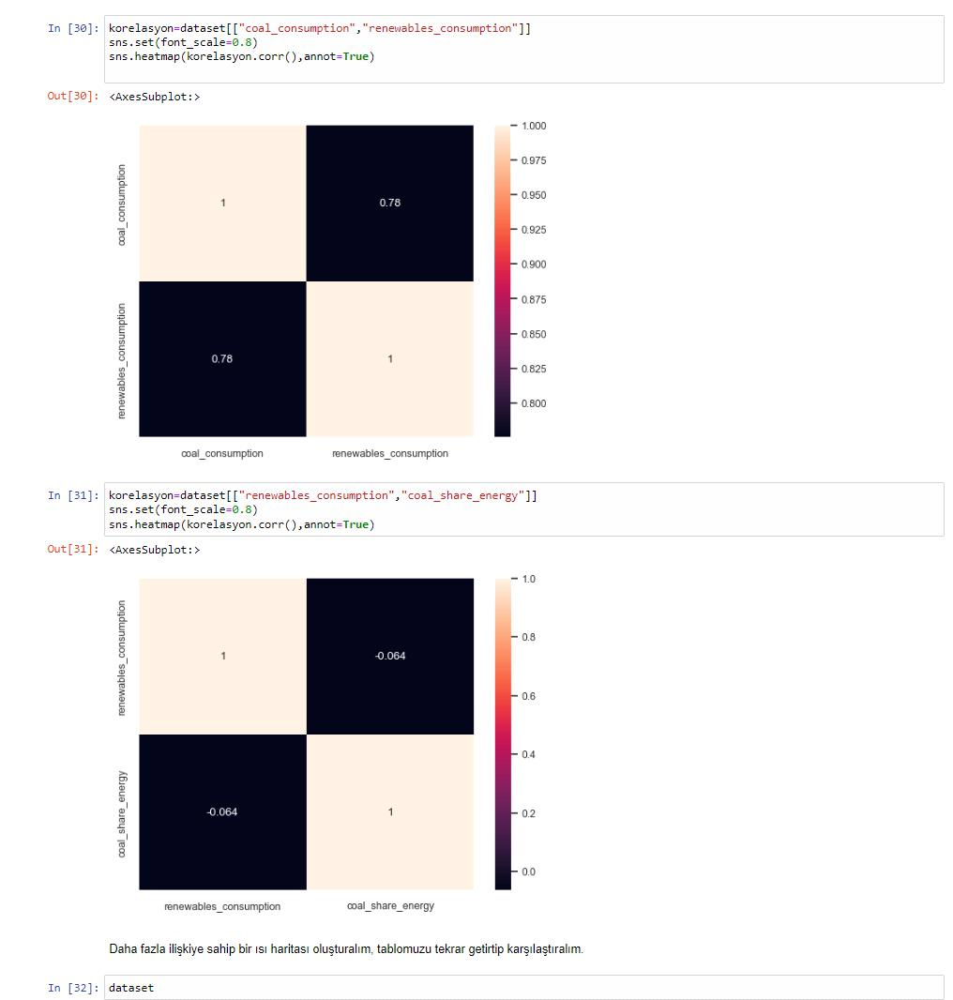 In [30]: korelasyon=dataset[["coal_consumption","renewables_consumption"]]
sns.set(font_scale=0.8)
sns.heatmap(korelasyon.corr(),annot=True)
Out[30]: <AxesSubplot:>
coal_consumption
renewables_consumption
1
0.78
0.78
1
coal_consumption
renewables_consumption
1.000
0.975
0.950
0.925
0.900
0.875
0.850
0.825
0.800
In [31]: korelasyon=dataset[["renewables_consumption","coal_share_energy"]]
sns.set(font_scale=0.8)
sns.heatmap(korelasyon.corr(),annot=True)
Out[31]: <AxesSubplot:>
renewables_consumption
coal_share_energy
1
-0.064
-0.064
1
renewables_consumption
coal_share_energy
1.0
0.8
0.6
0.4
0.2
0.0
Daha fazla ilişkiye sahip bir ısı haritası oluşturalım, tablomuzu tekrar getirtip karşılaştıralım.
In [32]: dataset